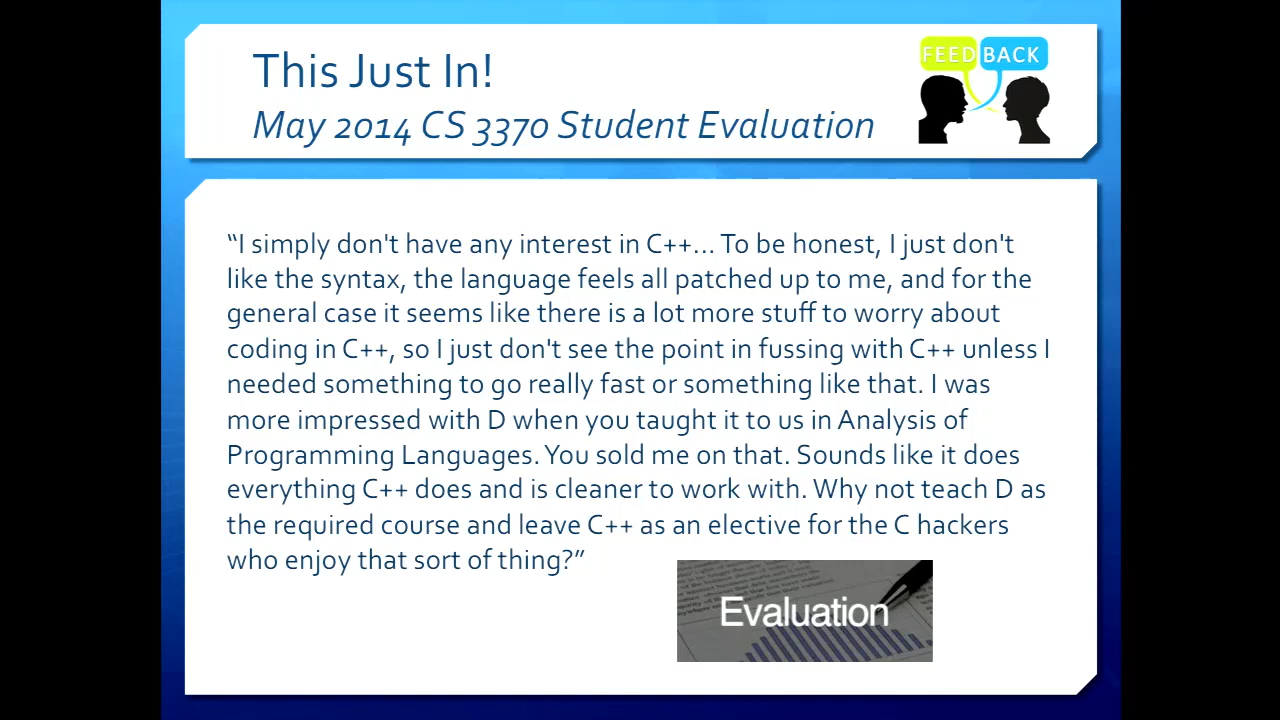 This Just In!
May 2014 CS 3370 Student Evaluation
FEED BACK
“I simply don't have any interest in C++... To be honest, I just don't
like the syntax, the language feels all patched up to me, and for the
general case it seems like there is a lot more stuff to worry about
coding in C++, so I just don't see the point in fussing with C++ unless I
needed something to go really fast or something like that. I was
more impressed with D when you taught it to us in Analysis of
Programming Languages. You sold me on that. Sounds like it does
everything C++ does and is cleaner to work with. Why not teach D as
the required course and leave C++ as an elective for the C hackers
who enjoy that sort of thing?”
Evaluation